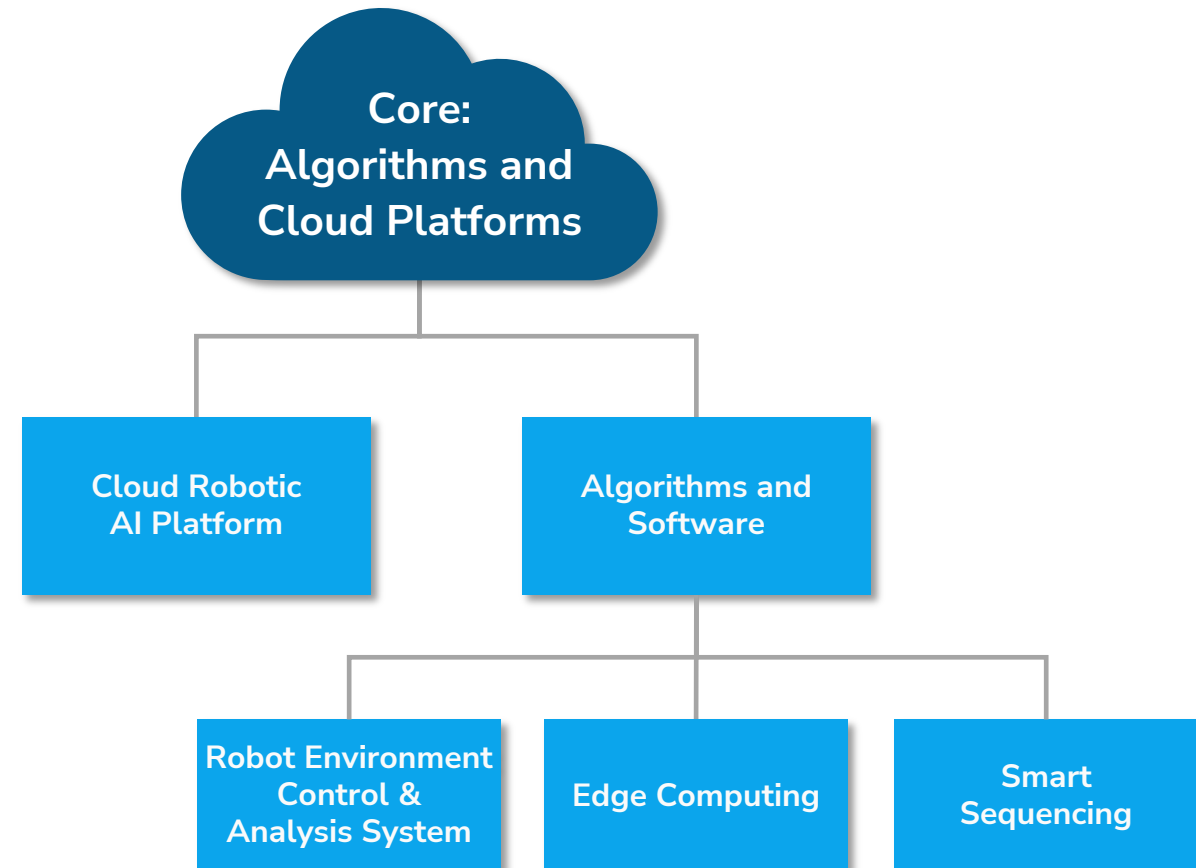 Core:
Algorithms and
Cloud Platforms
Cloud Robotic
AI Platform
Algorithms and
Software
Robot Environment
Control &
Analysis System
Edge Computing
Smart
Sequencing